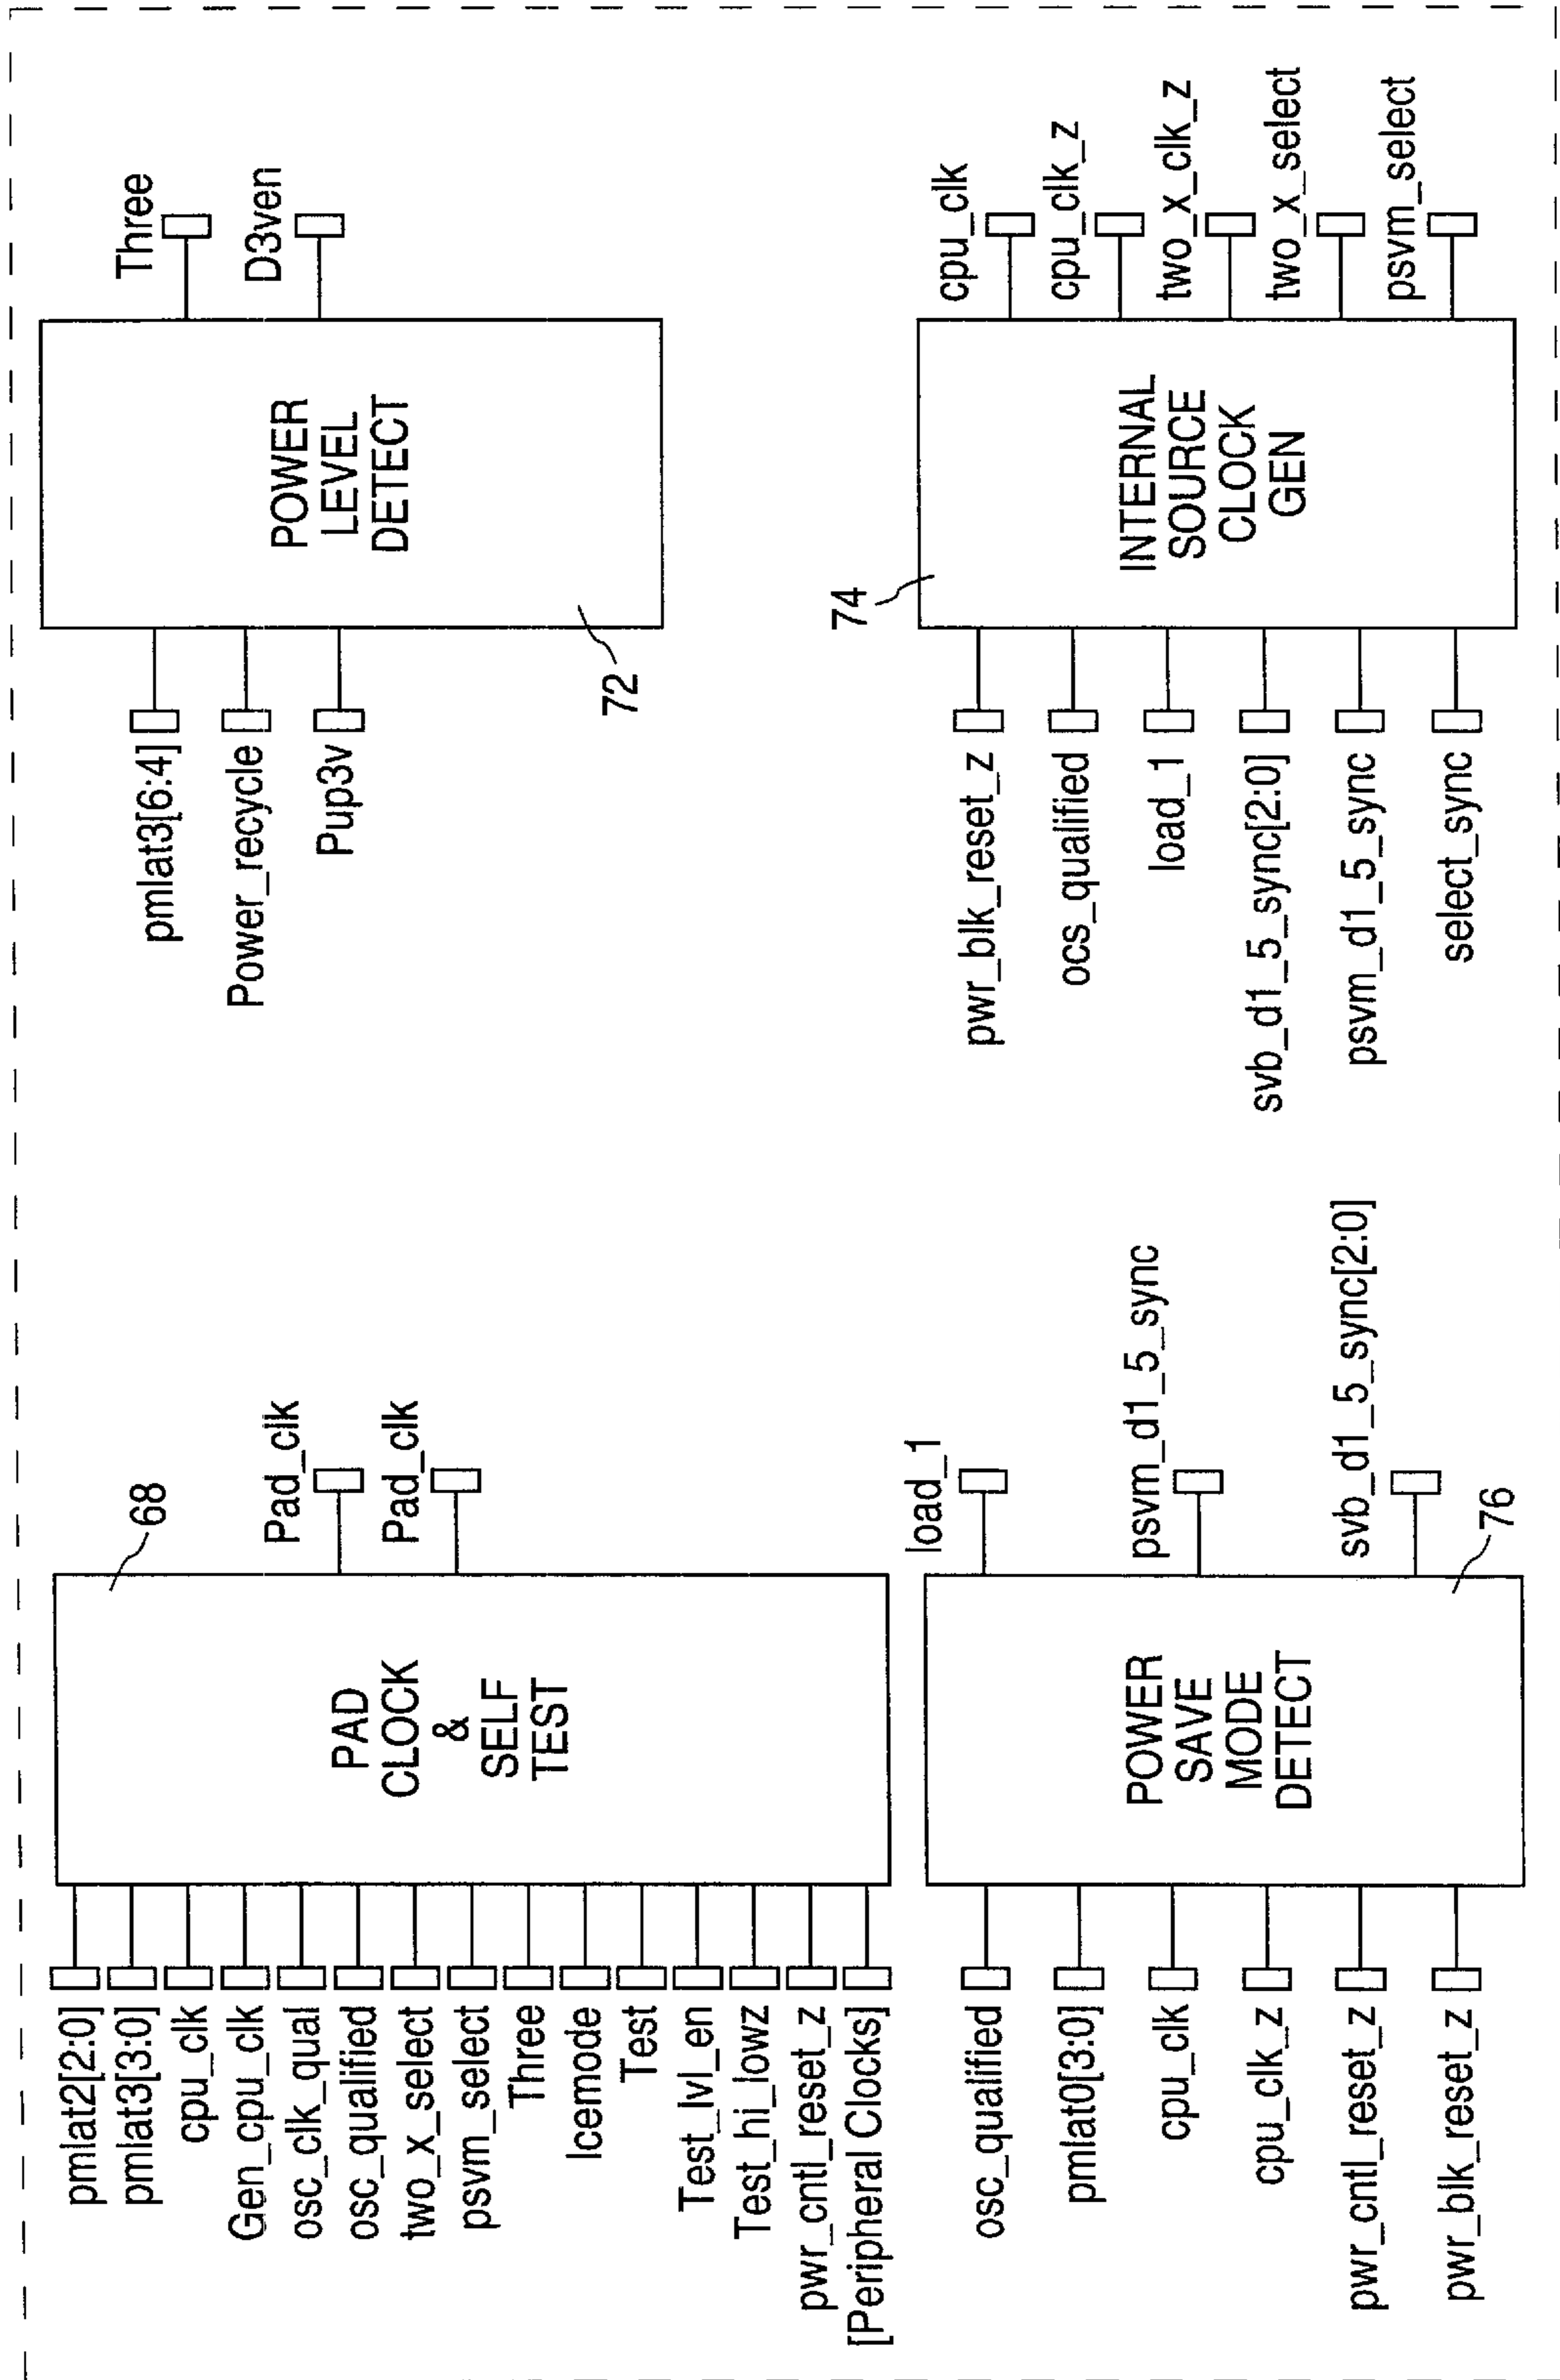 pmlat2[2:0]
pmlat3[3:0]
cpu_clk
Gen_cpu_clk
osc_clk_qual
osc_qualified
two_x_select
psvm_select
Three
Icemode
Test
Test_lvl_en
Test_hi_lowz
pwr_cntl_reset_z
[Peripheral Clocks]
PAD
CLOCK
&
SELF
TEST
68
Pad_clk
Pad_clk
pmlat3[6:4]
Power_recycle
Pup3v
POWER
LEVEL
DETECT
72
Three
D3ven
osc_qualified
pmlat0[3:0]
cpu_clk
cpu_clk_z
pwr_cntl_reset_z
pwr_blk_reset_z
POWER
SAVE
MODE
DETECT
76
load_1
psvm_d1_5_sync
svb_d1_5_sync[2:0]
pwr_blk_reset_z
ocs_qualified
load_1
svb_d1_5_sync[2:0]
psvm_d1_5_sync
select_sync
74
INTERNAL
SOURCE
CLOCK
GEN
cpu_clk
cpu_clk_z
two_x_clk_z
two_x_select
psvm_select